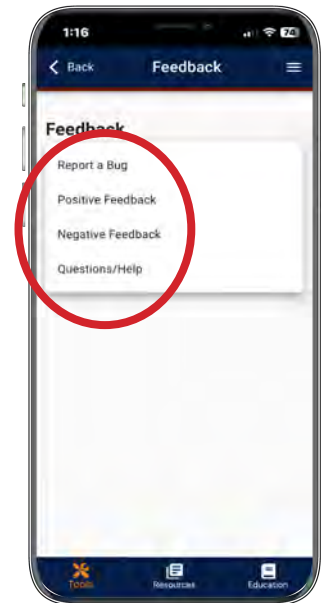 1:16
74
Back
Feedback
Feedback
Report a Bug
Positive Feedback
Negative Feedback
Questions/Help
Tools
Resources
Education